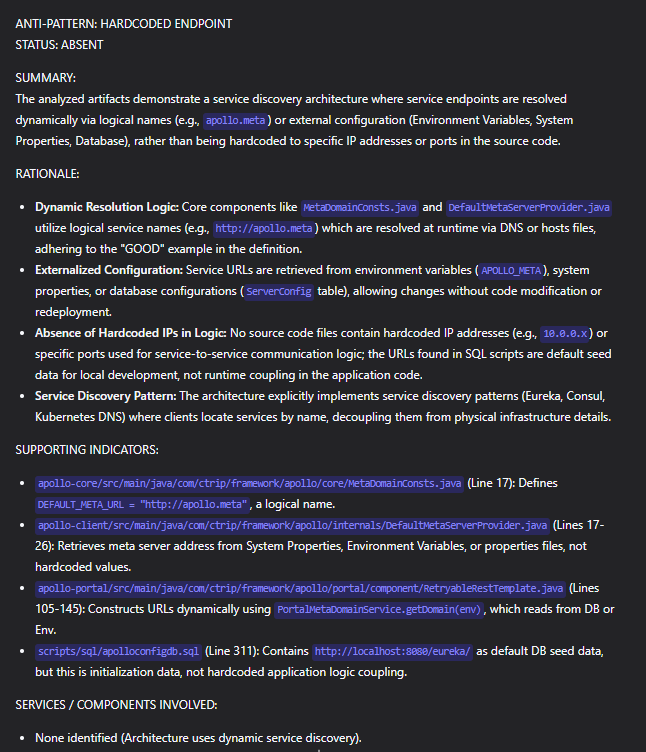 ANTI-PATTERN: HARDCODED ENDPOINT
STATUS: ABSENT
SUMMARY:
The analyzed artifacts demonstrate a service discovery architecture where service endpoints are resolved
dynamically via logical names (e.g., apollo.meta) or external configuration (Environment Variables, System
Properties, Database), rather than being hardcoded to specific IP addresses or ports in the source code.
RATIONALE:
• Dynamic Resolution Logic: Core components like MetaDomainConsts.java and DefaultMetaServerProvider.java
utilize logical service names (e.g., http://apollo.meta) which are resolved at runtime via DNS or hosts files,
adhering to the "GOOD" example in the definition.
• Externalized Configuration: Service URLs are retrieved from environment variables (APOLLO_META), system
properties, or database configurations (ServerConfig table), allowing changes without code modification or
redeployment.
• Absence of Hardcoded IPs in Logic: No source code files contain hardcoded IP addresses (e.g., 10.0.0.x) or
specific ports used for service-to-service communication logic; the URLs found in SQL scripts are default seed
data for local development, not runtime coupling in the application code.
• Service Discovery Pattern: The architecture explicitly implements service discovery patterns (Eureka, Consul,
Kubernetes DNS) where clients locate services by name, decoupling them from physical infrastructure details.
SUPPORTING INDICATORS:
• apollo-core/src/main/java/com/ctrip/framework/apollo/core/MetaDomainConsts.java (Line 17): Defines
DEFAULT_META_URL = "http://apollo.meta", a logical name.
• apollo-client/src/main/java/com/ctrip/framework/apollo/internals/DefaultMetaServerProvider.java (Lines 17-
26): Retrieves meta server address from System Properties, Environment Variables, or properties files, not
hardcoded values.
• apollo-portal/src/main/java/com/ctrip/framework/apollo/portal/component/RetryableRestTemplate.java (Lines
105-145): Constructs URLs dynamically using PortalMetaDomainService.getDomain(env), which reads from DB or
Env.
• scripts/sql/apolloconfigdb.sql (Line 311): Contains http://localhost:8080/eureka/ as default DB seed data,
but this is initialization data, not hardcoded application logic coupling.
SERVICES / COMPONENTS INVOLVED:
• None identified (Architecture uses dynamic service discovery).